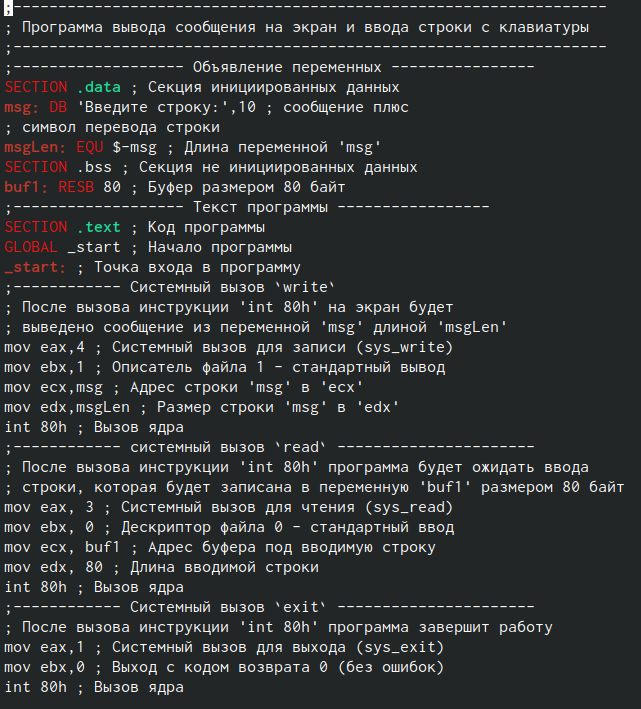 ;------------------------------------------------------------------
; Программа вывода сообщения на экран и ввода строки с клавиатуры
;------------------------------------------------------------------
;------------------- Объявление переменных ----------------
SECTION .data ; Секция инициированных данных
msg: DB 'Введите строку:',10 ; сообщение плюс
; символ перевода строки
msgLen: EQU $-msg ; Длина переменной 'msg'
SECTION .bss ; Секция не инициированных данных
buf1: RESB 80 ; Буфер размером 80 байт
;------------------- Текст программы -----------------
SECTION .text ; Код программы
GLOBAL _start ; Начало программы
_start: ; Точка входа в программу
;------------ Системный вызов `write`
; После вызова инструкции 'int 80h' на экран будет
; выведено сообщение из переменной 'msg' длиной 'msgLen'
mov eax,4 ; Системный вызов для записи (sys_write)
mov ebx,1 ; Описатель файла 1 - стандартный вывод
mov ecx,msg ; Адрес строки 'msg' в 'ecx'
mov edx,msgLen ; Размер строки 'msg' в 'edx'
int 80h ; Вызов ядра
;------------ системный вызов `read` ----------------------
; После вызова инструкции 'int 80h' программа будет ожидать ввода
; строки, которая будет записана в переменную 'buf1' размером 80 байт
mov eax, 3 ; Системный вызов для чтения (sys_read)
mov ebx, 0 ; Дескриптор файла 0 - стандартный ввод
mov ecx, buf1 ; Адрес буфера под вводимую строку
mov edx, 80 ; Длина вводимой строки
int 80h ; Вызов ядра
;------------ Системный вызов `exit` ----------------------
; После вызова инструкции 'int 80h' программа завершит работу
mov eax,1 ; Системный вызов для выхода (sys_exit)
mov ebx,0 ; Выход с кодом возврата 0 (без ошибок)
int 80h ; Вызов ядра